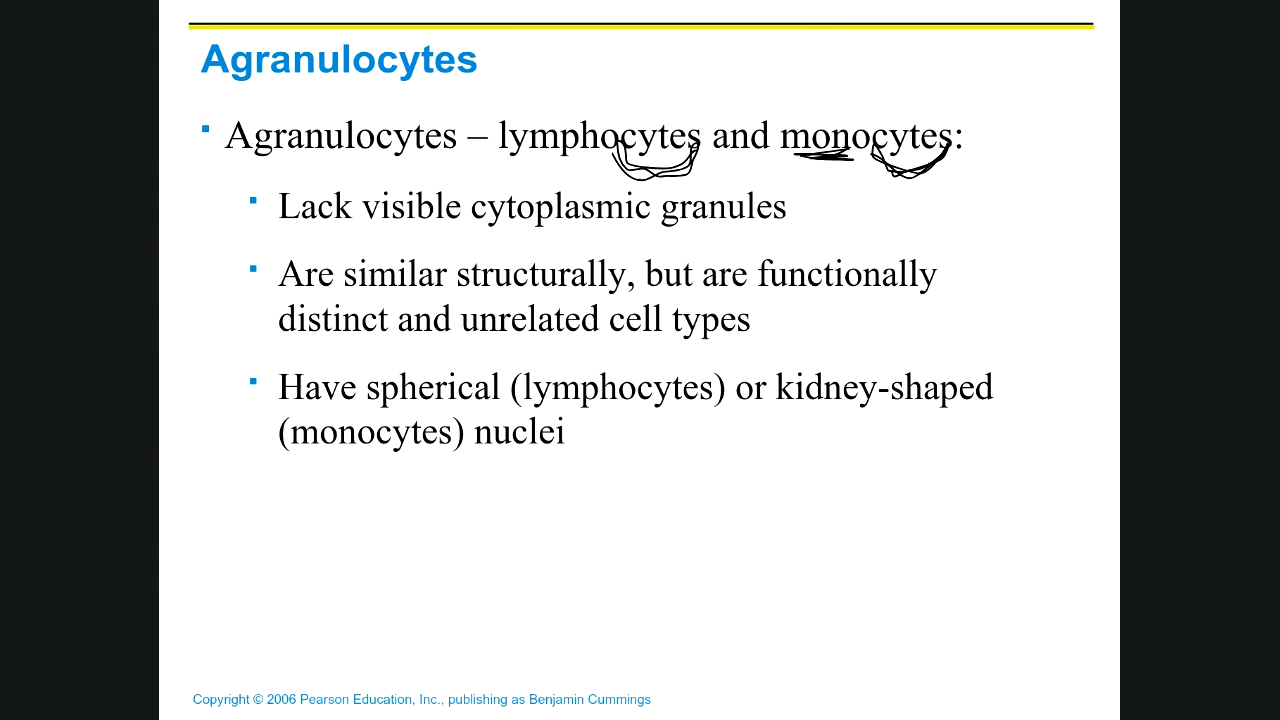 Agranulocytes
▪ Agranulocytes – lymphocytes and monocytes:
▪ Lack visible cytoplasmic granules
▪ Are similar structurally, but are functionally
distinct and unrelated cell types
▪ Have spherical (lymphocytes) or kidney-shaped
(monocytes) nuclei
Copyright © 2006 Pearson Education, Inc., publishing as Benjamin Cummings